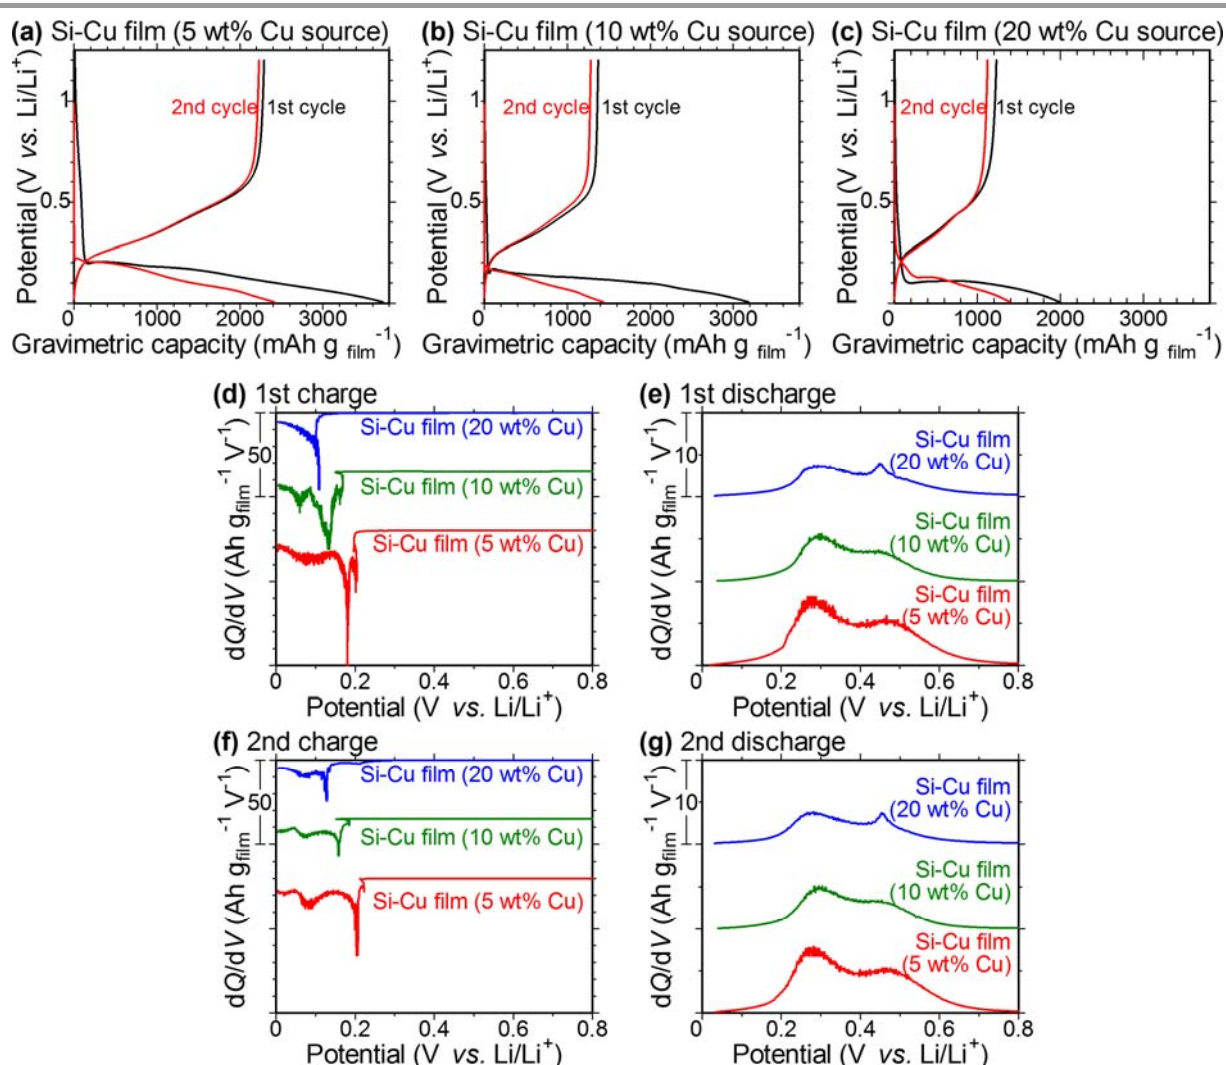 (a) Si-Cu film (5 wt% Cu source)
(b) Si-Cu film (10 wt% Cu source)
(c) Si-Cu film (20 wt% Cu source)
Potential (V vs. Li/Li+)
1
0.5
2nd cycle
1st cycle
0 1000 2000 3000
Gravimetric capacity (mAh g film -1)
Potential (V vs. Li/Li+)
1
0.5
2nd cycle
1st cycle
0 1000 2000 3000
Gravimetric capacity (mAh g film -1)
Potential (V vs. Li/Li+)
1
0.5
2nd cycle
1st cycle
0 1000 2000 3000
Gravimetric capacity (mAh g film -1)
(d) 1st charge
dQ/dV (Ah gfilm-1 V-1)
50
Si-Cu film (20 wt% Cu)
Si-Cu film (10 wt% Cu)
Si-Cu film (5 wt% Cu)
0 0.2 0.4 0.6 0.8
Potential (V vs. Li/Li+)
(e) 1st discharge
dQ/dV (Ah gfilm-1 V-1)
10
Si-Cu film
(20 wt% Cu)
Si-Cu film
(10 wt% Cu)
Si-Cu film
(5 wt% Cu)
0 0.2 0.4 0.6 0.8
Potential (V vs. Li/Li+)
(f) 2nd charge
dQ/dV (Ah gfilm-1 V-1)
50
Si-Cu film (20 wt% Cu)
Si-Cu film (10 wt% Cu)
Si-Cu film (5 wt% Cu)
0 0.2 0.4 0.6 0.8
Potential (V vs. Li/Li+)
(g) 2nd discharge
dQ/dV (Ah gfilm-1 V-1)
10
Si-Cu film
(20 wt% Cu)
Si-Cu film
(10 wt% Cu)
Si-Cu film
(5 wt% Cu)
0 0.2 0.4 0.6 0.8
Potential (V vs. Li/Li+)